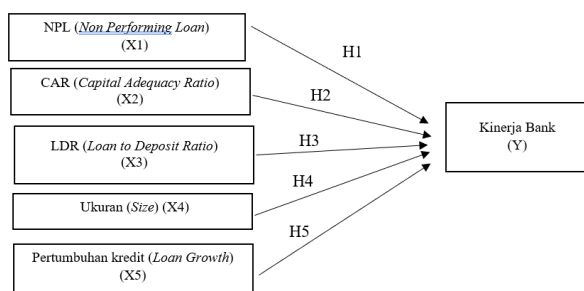 NPL (Non Performing Loan)
(X1)
CAR (Capital Adequacy Ratio)
(X2)
LDR (Loan to Deposit Ratio)
(X3)
Ukuran (Size) (X4)
Pertumbuhan kredit (Loan Growth)
(X5)
H1
H2
H3
H4
H5
Kinerja Bank
(Y)